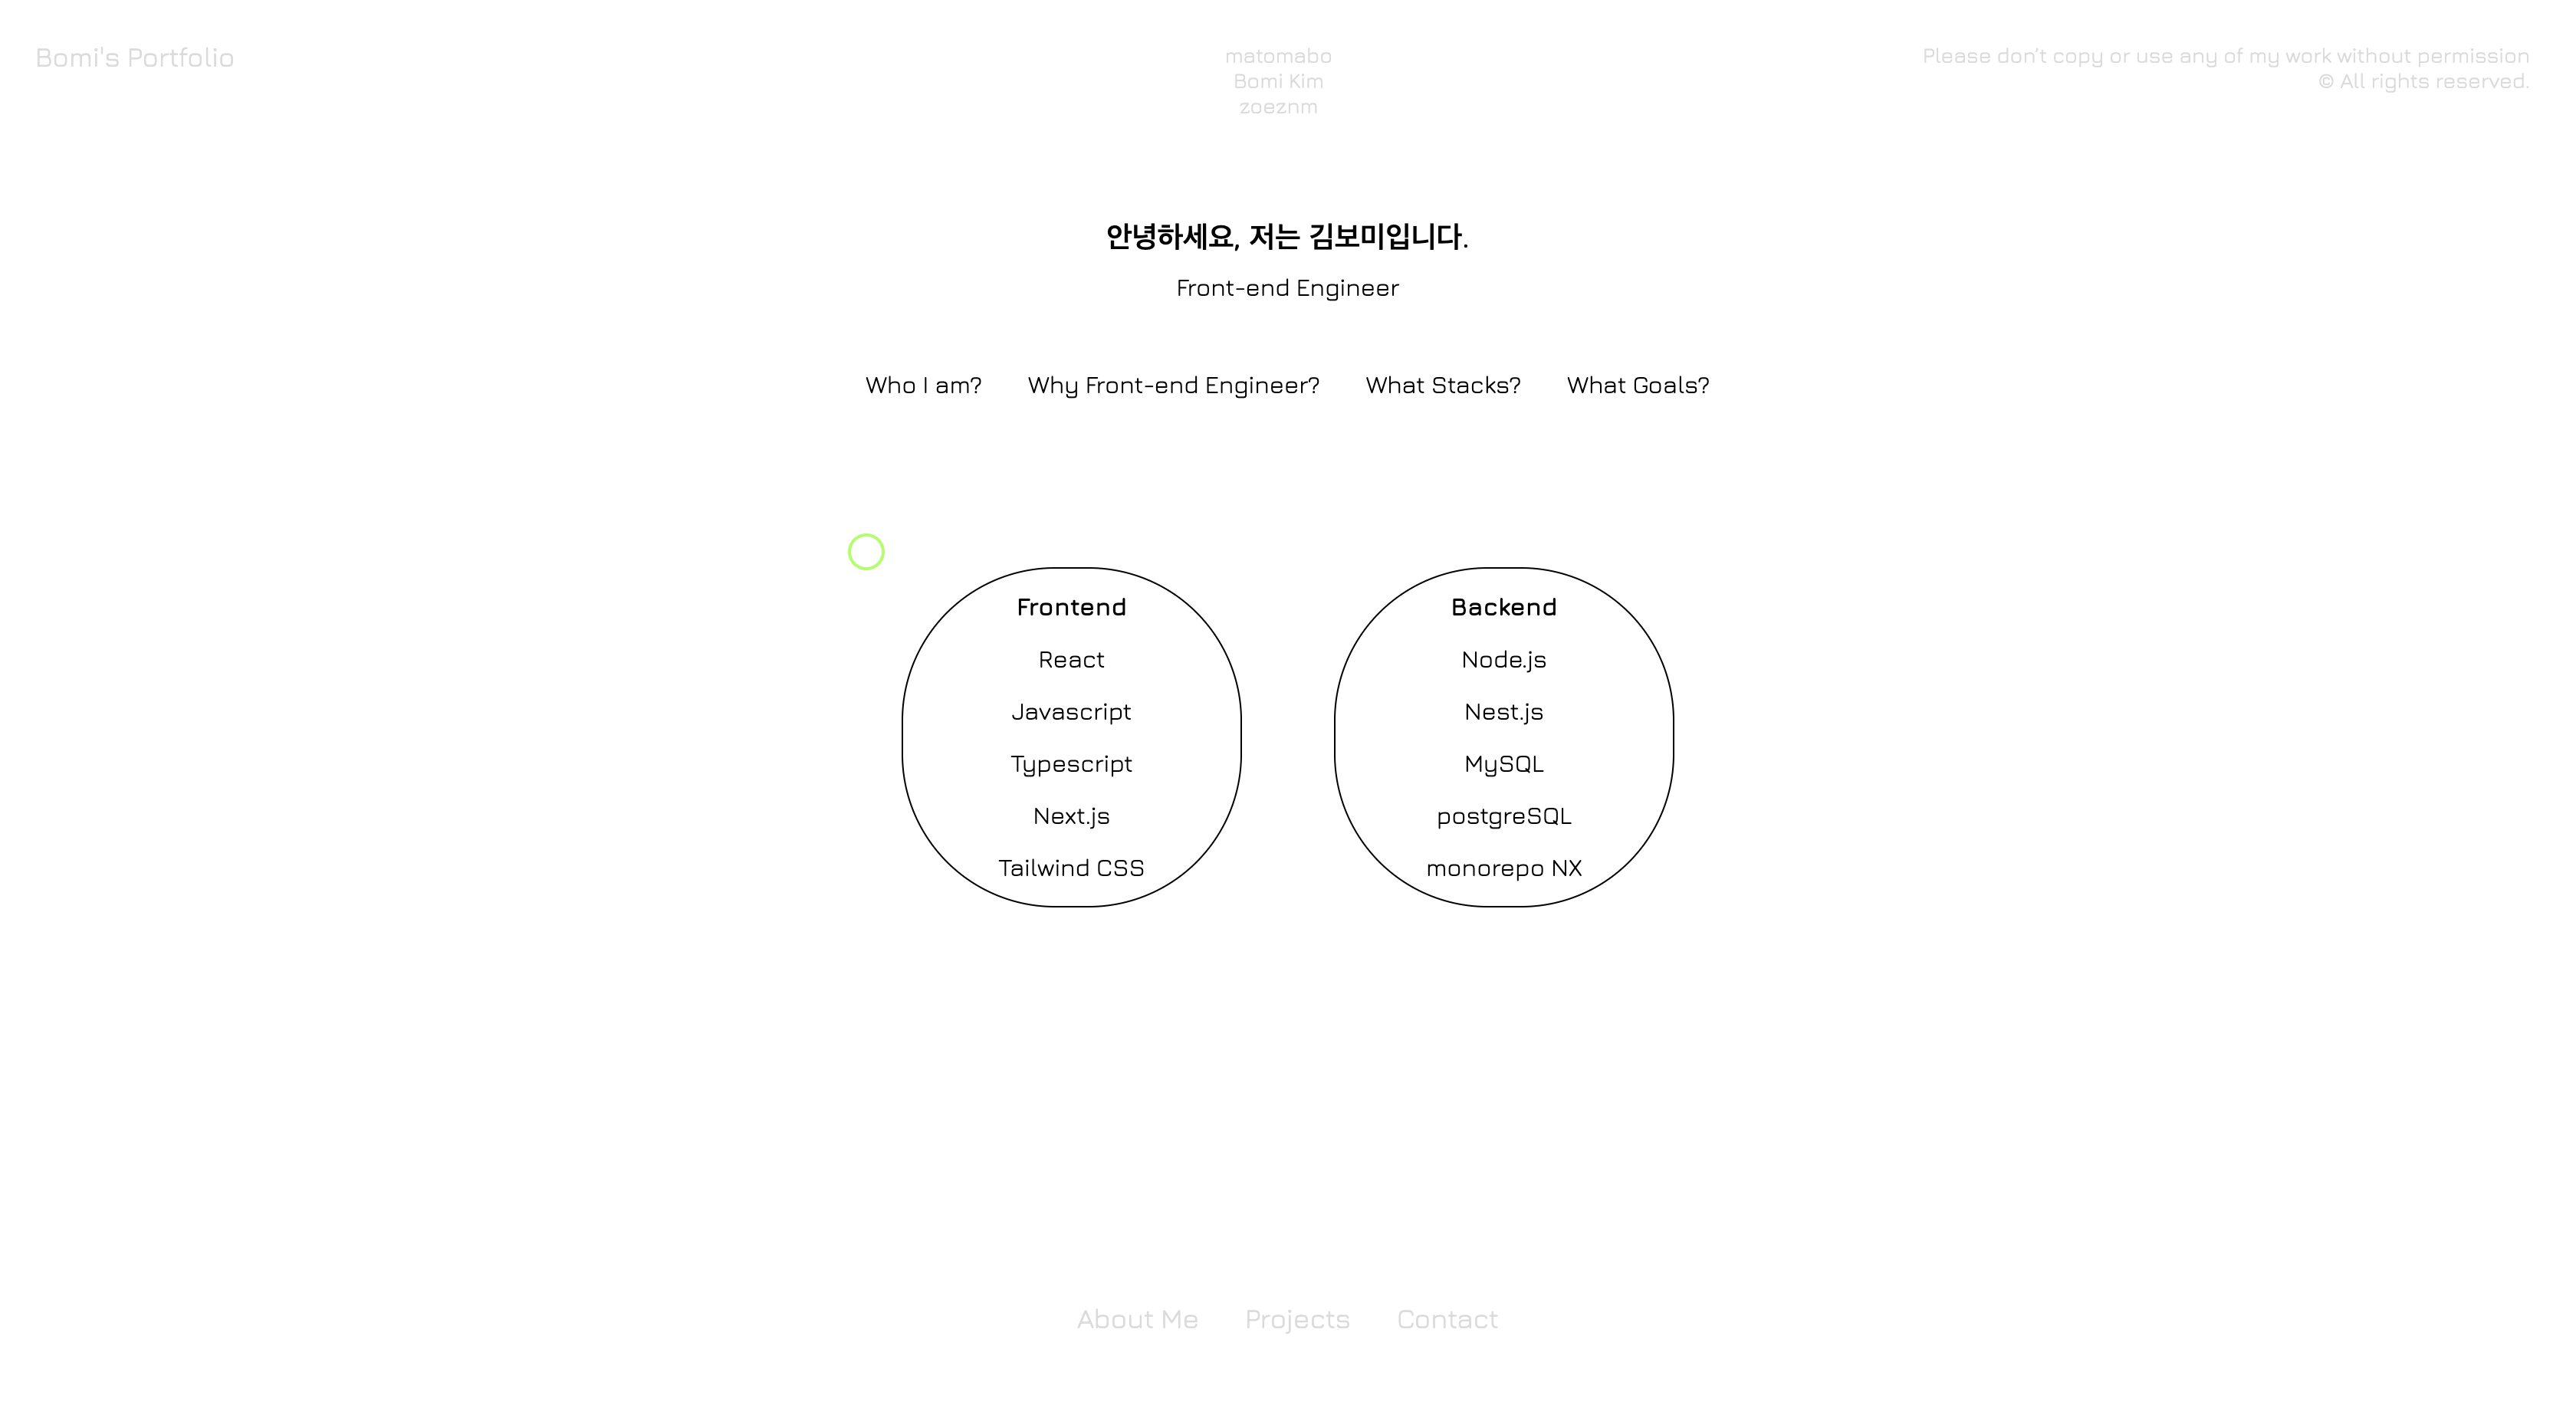 Bomi's Portfolio
matomabo
Bomi Kim
zoeznm
Please don't copy or use any of my work without permission
© All rights reserved.
안녕하세요, 저는 김보미입니다.
Front-end Engineer
Who I am? Why Front-end Engineer? What Stacks? What Goals?
Frontend
React
Javascript
Typescript
Next.js
Tailwind CSS
Backend
Node.js
Nest.js
MySQL
postgreSQL
monorepo NX
About Me Projects Contact